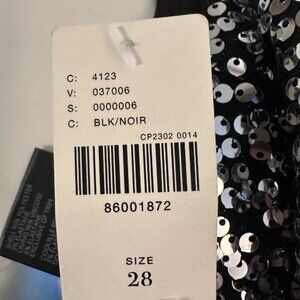 C: 4123
V: 037006
S: 0000006
C: BLK/NOIR
CP2302 0014
86001872
SIZE
28